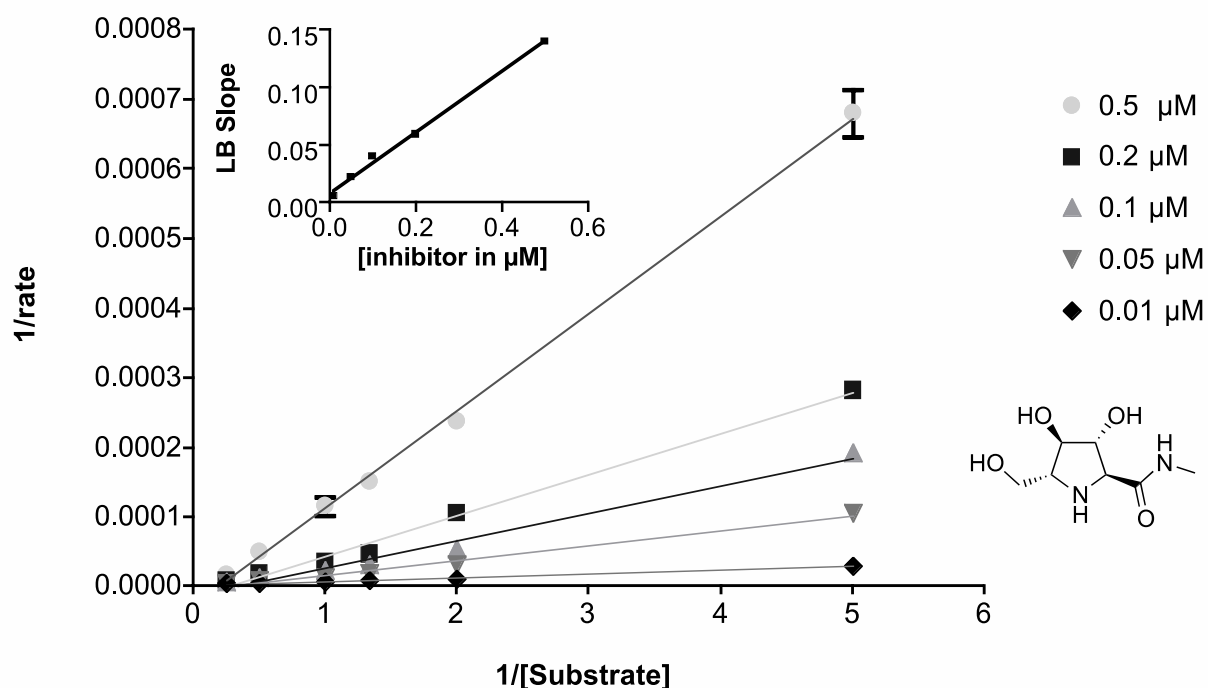 0.0008
0.0007
0.0006
0.0005
0.0004
0.0003
0.0002
0.0001
0.0000
1/rate
0 1 2 3 4 5 6
1/[Substrate]
0.15
0.10
0.05
0.00
LB Slope
0.0 0.2 0.4 0.6
[inhibitor in µM]
0.5 µM
0.2 µM
0.1 µM
0.05 µM
0.01 µM
HO OH
HO H
N
N
H
O